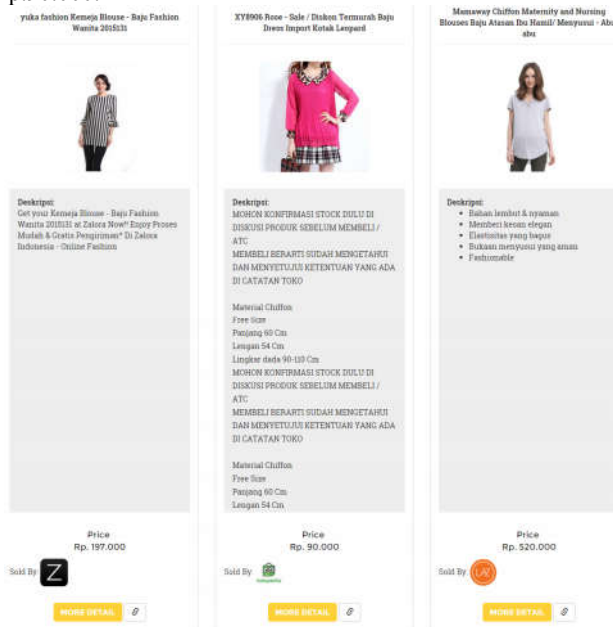 yuka fashion Kemeja Blouse - Baju Fashion
Wanita 2015131
Deskripsi:
Get your Kemeja Blouse - Baju Fashion
Wanita 2015131 at Zalora Now!! Enjoy Proses
Mudah & Gratis Pengiriman* Di Zalora
Indonesia - Online Fashion
Price
Rp. 197.000
Sold By
Z
MORE DETAIL
XY8906 Rose - Sale / Diskon Termurah Baju
Dress Import Kotak Leopard
Deskripsi:
MOHON KONFIRMASI STOCK DULU DI
DISKUSI PRODUK SEBELUM MEMBELI /
ATC
MEMBELI BERARTI SUDAH MENGETAHUI
DAN MENYETUJUI KETENTUAN YANG ADA
DI CATATAN TOKO
Material Chiffon
Free Size
Panjang 60 Cm
Lengan 54 Cm
Lingkar dada 90-110 Cm
MOHON KONFIRMASI STOCK DULU DI
DISKUSI PRODUK SEBELUM MEMBELI /
ATC
MEMBELI BERARTI SUDAH MENGETAHUI
DAN MENYETUJUI KETENTUAN YANG ADA
DI CATATAN TOKO
Material Chiffon
Free Size
Panjang 60 Cm
Lengan 54 Cm
Price
Rp. 90.000
Sold By
tokopedia
MORE DETAIL
Mamaway Chiffon Maternity and Nursing
Blouses Baju Atasan Ibu Hamil/ Menyusui - Abu
abu
Deskripsi:
Bahan lembut & nyaman
Memberi kesan elegan
Elastisitas yang bagus
Bukaan menyusui yang aman
Fashionable
Price
Rp. 520.000
Sold By
LAZ
MORE DETAIL